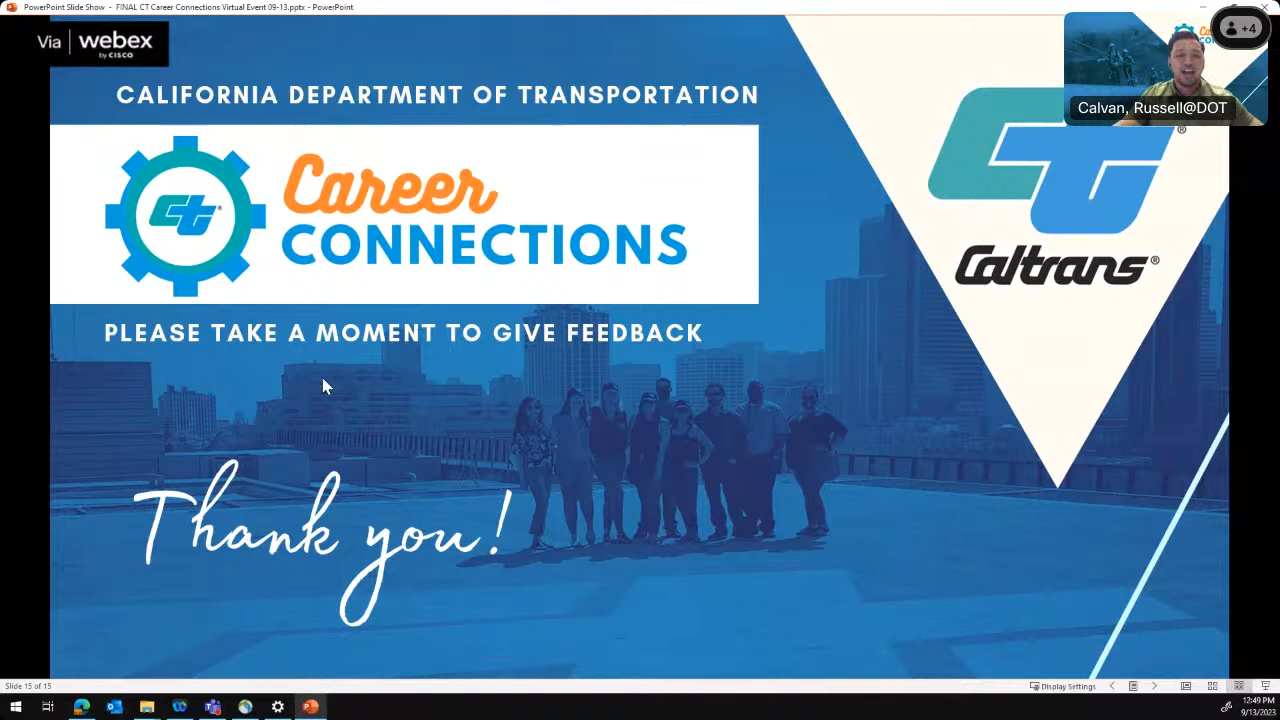 PowerPoint Slide Show - FINAL CT Career Connections Virtual Event 09-13.pptx - PowerPoint
Via | webex
by CISCO
+4
Calvan, Russell@DOT
CALIFORNIA DEPARTMENT OF TRANSPORTATION
CT®
Career
CONNECTIONS
CT®
Caltrans®
PLEASE TAKE A MOMENT TO GIVE FEEDBACK
Thank you!
Slide 15 of 15
Display Settings
12:49 PM
9/13/2023